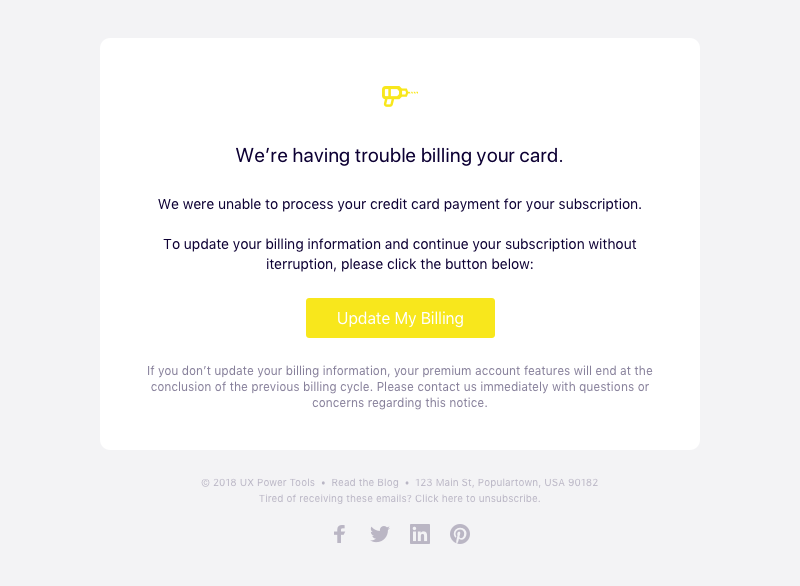 We’re having trouble billing your card.
We were unable to process your credit card payment for your subscription.
To update your billing information and continue your subscription without
iterruption, please click the button below:
Update My Billing
If you don’t update your billing information, your premium account features will end at the
conclusion of the previous billing cycle. Please contact us immediately with questions or
concerns regarding this notice.
© 2018 UX Power Tools • Read the Blog • 123 Main St, Populartown, USA 90182
Tired of receiving these emails? Click here to unsubscribe.